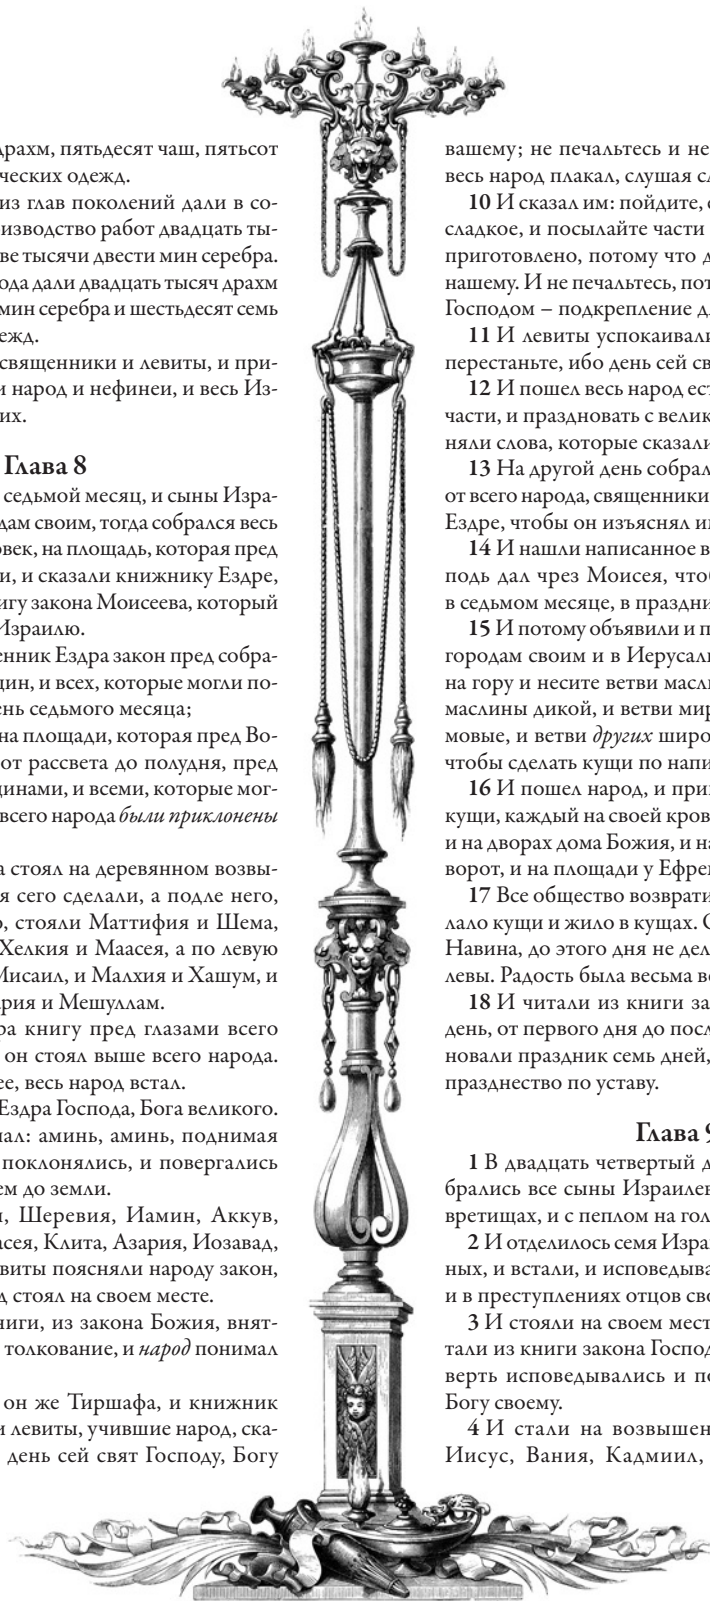 драхм, пятьдесят чаш, пятьсот
ческих одежд.
из глав поколений дали в со-
изводство работ двадцать ты-
ве тысячи двести мин серебра.
ода дали двадцать тысяч драхм
мин серебра и шестьдесят семь
ежд.
священники и левиты, и при-
и народ и нефинеи, и весь Из-
их.
Глава 8
седьмой месяц, и сыны Изра-
дам своим, тогда собрался весь
овек, на площадь, которая пред
и, и сказали книжнику Ездре,
игу закона Моисеева, который
Израилю.
енник Ездра закон пред собра-
щин, и всех, которые могли по-
ень седьмого месяца;
на площади, которая пред Во-
от рассвета до полудня, пред
щинами, и всеми, которые мог-
всего народа были приклонены
а стоял на деревянном возвы-
я сего сделали, а подле него,
о, стояли Маттифия и Шема,
Хелкия и Маасея, а по левую
Мисаил, и Малхия и Хашум, и
ария и Мешуллам.
ра книгу пред глазами всего
он стоял выше всего народа.
ее, весь народ встал.
Ездра Господа, Бога великого.
чал: аминь, аминь, поднимая
поклонялись, и повергались
ем до земли.
и, Шеревия, Иамин, Аккув,
асея, Клита, Азария, Иозавад,
виты поясняли народу закон,
д стоял на своем месте.
ниги, из закона Божия, внят-
толкование, и народ понимал
он же Тиршафа, и книжник
и левиты, учившие народ, ска-
день сей свят Господу, Богу
вашему; не печальтесь и не
весь народ плакал, слушая сл
10 И сказал им: пойдите, е
сладкое, и посылайте части
приготовлено, потому что д
нашему. И не печальтесь, пот
Господом – подкрепление д
11 И левиты успокаивали
перестаньте, ибо день сей св
12 И пошел весь народ ест
части, и праздновать с велик
няли слова, которые сказали
13 На другой день собрал
от всего народа, священники
Ездре, чтобы он изъяснял и
14 И нашли написанное в
подь дал чрез Моисея, чтоб
в седьмом месяце, в праздни
15 И потому объявили и п
городам своим и в Иерусали
на гору и несите ветви масли
маслины дикой, и ветви мир
мовые, и ветви других широ
чтобы сделать кущи по напи
16 И пошел народ, и при
кущи, каждый на своей кров
и на дворах дома Божия, и на
ворот, и на площади у Ефре
17 Все общество возврати
лало кущи и жило в кущах. О
Навина, до этого дня не дел
левы. Радость была весьма ве
18 И читали из книги за
день, от первого дня до посл
новали праздник семь дней,
празднество по уставу.
Глава 9
1 В двадцать четвертый д
брались все сыны Израилев
вретищах, и с пеплом на гол
2 И отделилось семя Изра
ных, и встали, и исповедыва
и в преступлениях отцов сво
3 И стояли на своем мест
тали из книги закона Господ
верть исповедывались и по
Богу своему.
4 И стали на возвышен
Иисус, Вания, Кадмиил,